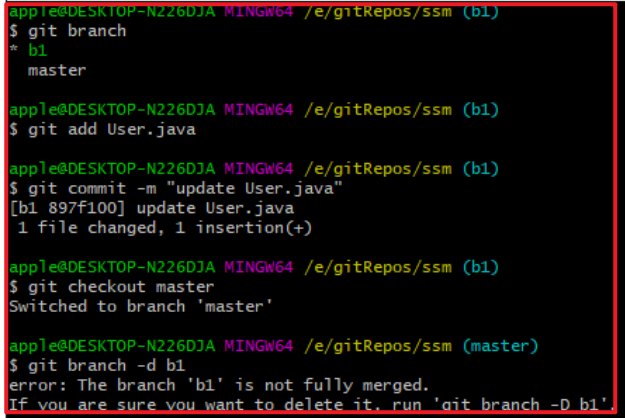 apple@DESKTOP-N226DJA MINGW64 /e/gitRepos/ssm (b1)
$ git branch
* b1
  master
apple@DESKTOP-N226DJA MINGW64 /e/gitRepos/ssm (b1)
$ git add User.java
apple@DESKTOP-N226DJA MINGW64 /e/gitRepos/ssm (b1)
$ git commit -m "update User.java"
[b1 897f100] update User.java
 1 file changed, 1 insertion(+)
apple@DESKTOP-N226DJA MINGW64 /e/gitRepos/ssm (b1)
$ git checkout master
Switched to branch 'master'
apple@DESKTOP-N226DJA MINGW64 /e/gitRepos/ssm (master)
$ git branch -d b1
error: The branch 'b1' is not fully merged.
If you are sure you want to delete it, run 'git branch -D b1'.